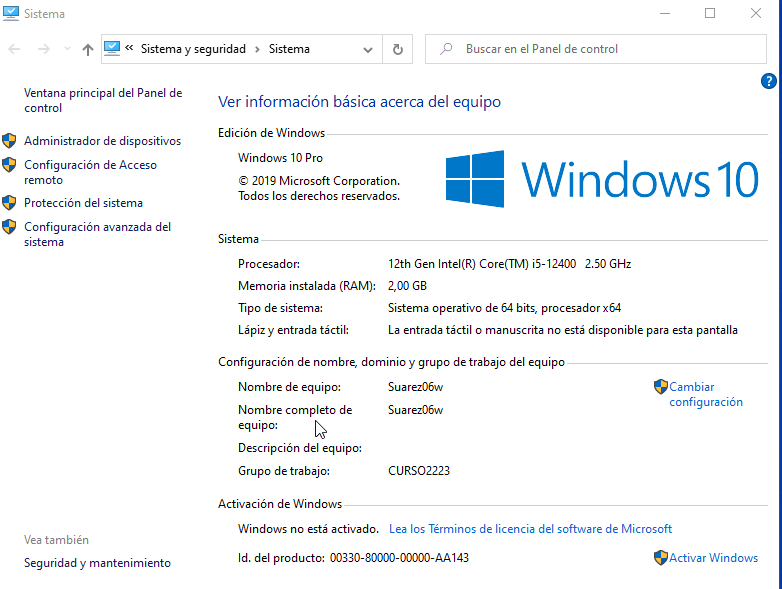 Sistema
Sistema y seguridad
Sistema
Buscar en el Panel de control
Ventana principal del Panel de
control
Administrador de dispositivos
Configuración de Acceso
remoto
Protección del sistema
Configuración avanzada del
sistema
Vea también
Seguridad y mantenimiento
?
Ver información básica acerca del equipo
Edición de Windows
Windows 10 Pro
© 2019 Microsoft Corporation.
Todos los derechos reservados.
Windows 10
Sistema
Procesador: 12th Gen Intel(R) Core(TM) i5-12400 2.50 GHz
Memoria instalada (RAM): 2,00 GB
Tipo de sistema: Sistema operativo de 64 bits, procesador x64
Lápiz y entrada táctil: La entrada táctil o manuscrita no está disponible para esta pantalla
Configuración de nombre, dominio y grupo de trabajo del equipo
Nombre de equipo: Suarez06w
Cambiar
configuración
Nombre completo de Suarez06w
equipo:
Descripción del equipo:
Grupo de trabajo: CURSO2223
Activación de Windows
Windows no está activado. Lea los Términos de licencia del software de Microsoft
Id. del producto: 00330-80000-00000-AA143
Activar Windows